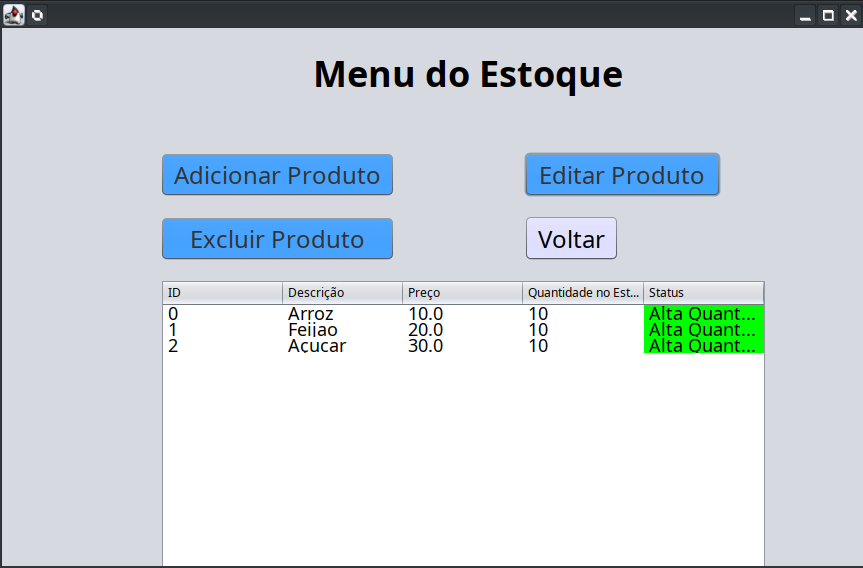 Menu do Estoque
Adicionar Produto
Editar Produto
Excluir Produto
Voltar
ID Descrição Preço Quantidade no Est... Status
0 Arroz 10.0 10 Alta Quant...
1 Feijao 20.0 10 Alta Quant...
2 Açucar 30.0 10 Alta Quant...